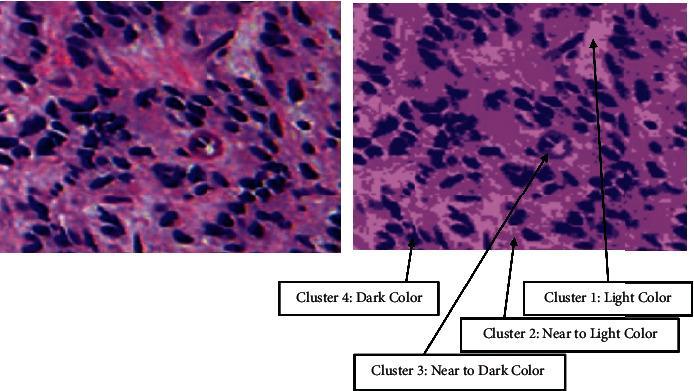 Cluster 4: Dark Color
Cluster 1: Light Color
Cluster 2: Near to Light Color
Cluster 3: Near to Dark Color